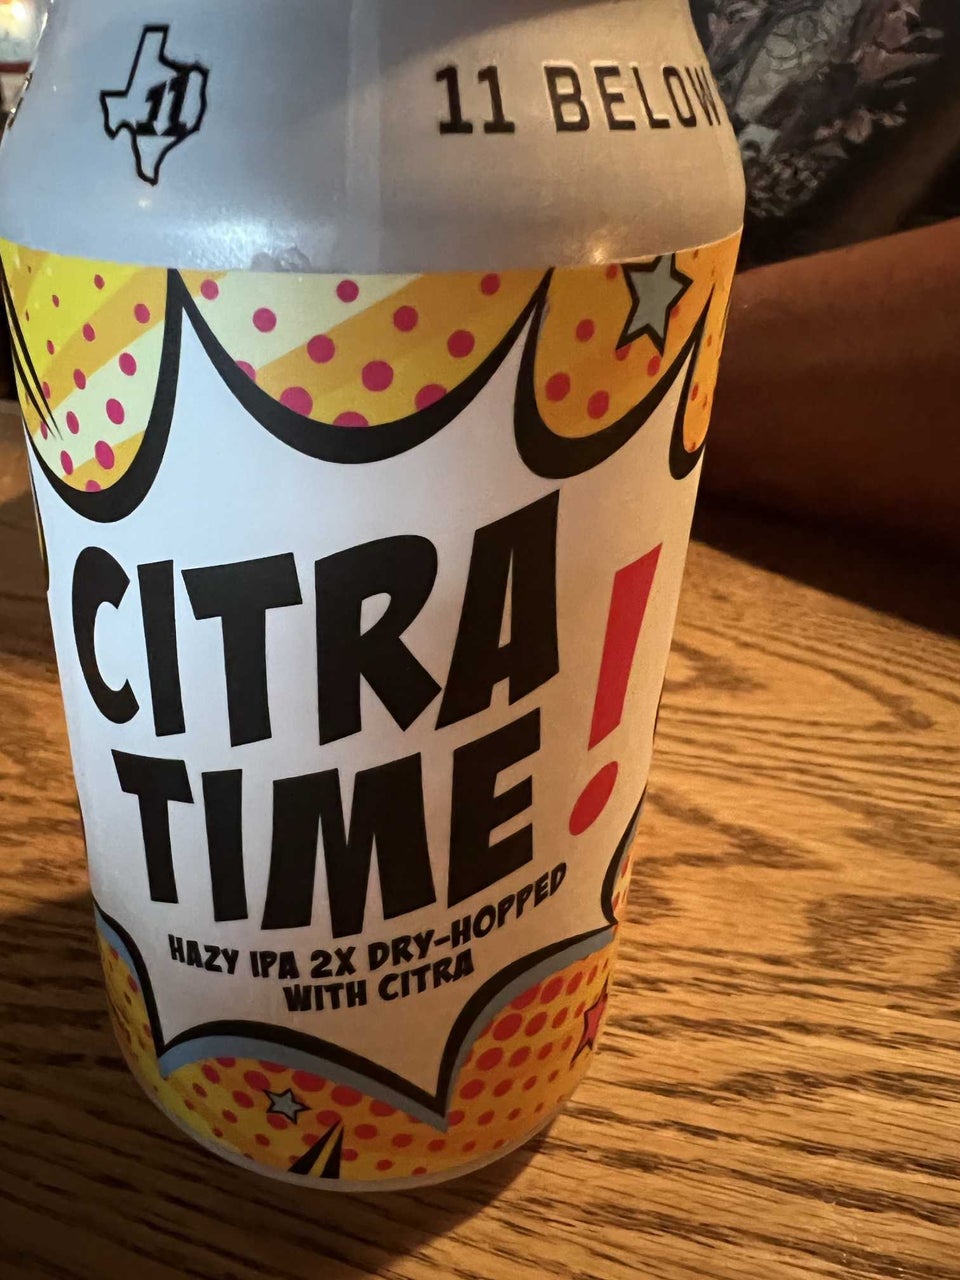 11
11 BELOW
CITRA
TIME!
HAZY IPA 2X DRY-HOPPED
WITH CITRA